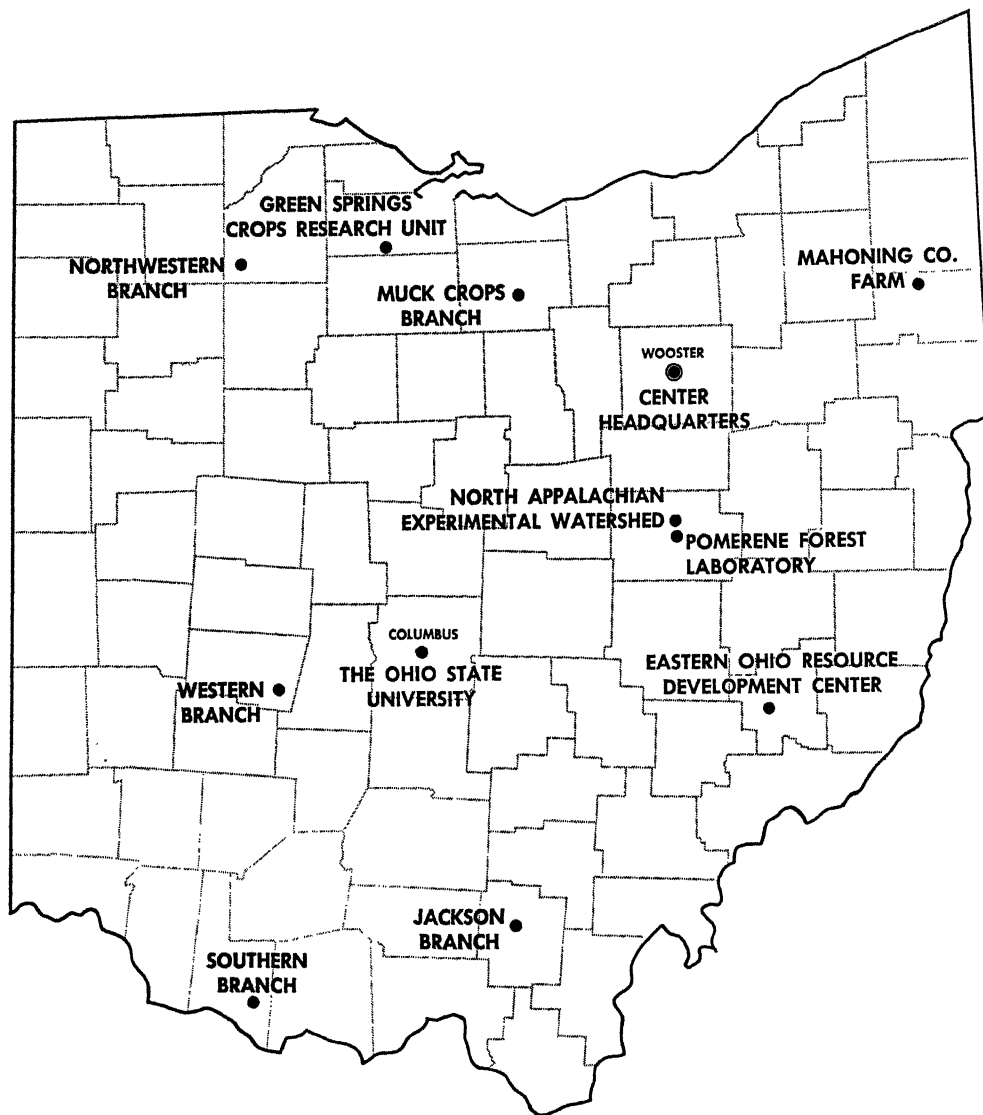 GREEN SPRINGS
CROPS RESEARCH UNIT
NORTHWESTERN
BRANCH
MUCK CROPS
BRANCH
MAHONING CO.
FARM
WOOSTER
CENTER
HEADQUARTERS
NORTH APPALACHIAN
EXPERIMENTAL WATERSHED
POMERENE FOREST
LABORATORY
COLUMBUS
THE OHIO STATE
UNIVERSITY
EASTERN OHIO RESOURCE
DEVELOPMENT CENTER
WESTERN
BRANCH
JACKSON
BRANCH
SOUTHERN
BRANCH